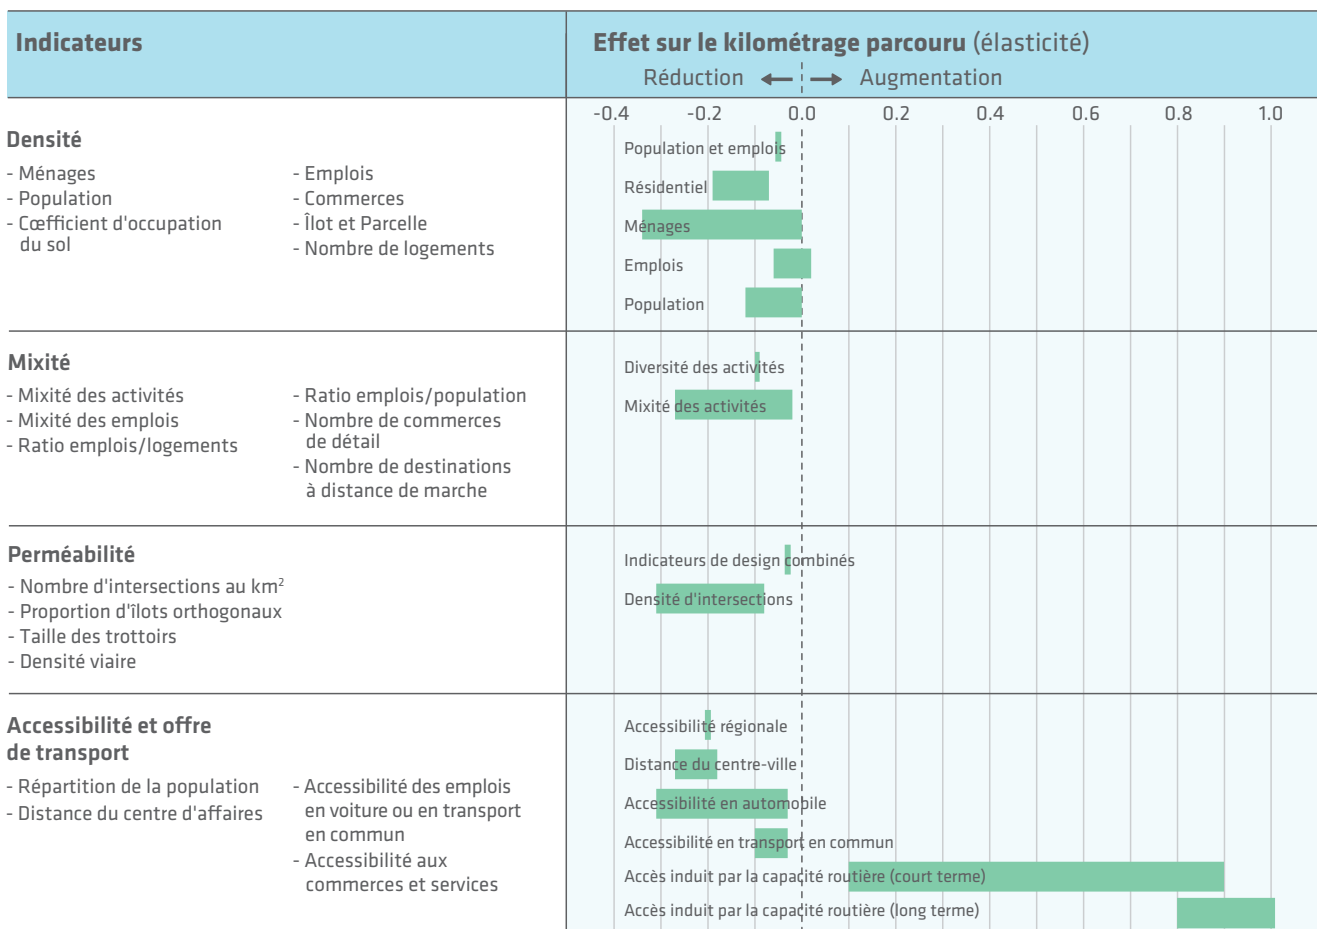 Indicateurs
Effet sur le kilométrage parcouru (élasticité)
Réduction
Augmentation
-0.4 -0.2 0.0 0.2 0.4 0.6 0.8 1.0
Densité
- Ménages
- Population
- Cœfficient d'occupation
du sol
- Emplois
- Commerces
- Îlot et Parcelle
- Nombre de logements
Population et emplois
Résidentiel
Ménages
Emplois
Population
Mixité
- Mixité des activités
- Mixité des emplois
- Ratio emplois/logements
- Ratio emplois/population
- Nombre de commerces
de détail
- Nombre de destinations
à distance de marche
Diversité des activités
Mixité des activités
Perméabilité
- Nombre d'intersections au km²
- Proportion d'îlots orthogonaux
- Taille des trottoirs
- Densité viaire
Indicateurs de design combinés
Densité d'intersections
Accessibilité et offre
de transport
- Répartition de la population
- Distance du centre d'affaires
- Accessibilité des emplois
en voiture ou en transport
en commun
- Accessibilité aux
commerces et services
Accessibilité régionale
Distance du centre-ville
Accessibilité en automobile
Accessibilité en transport en commun
Accès induit par la capacité routière (court terme)
Accès induit par la capacité routière (long terme)